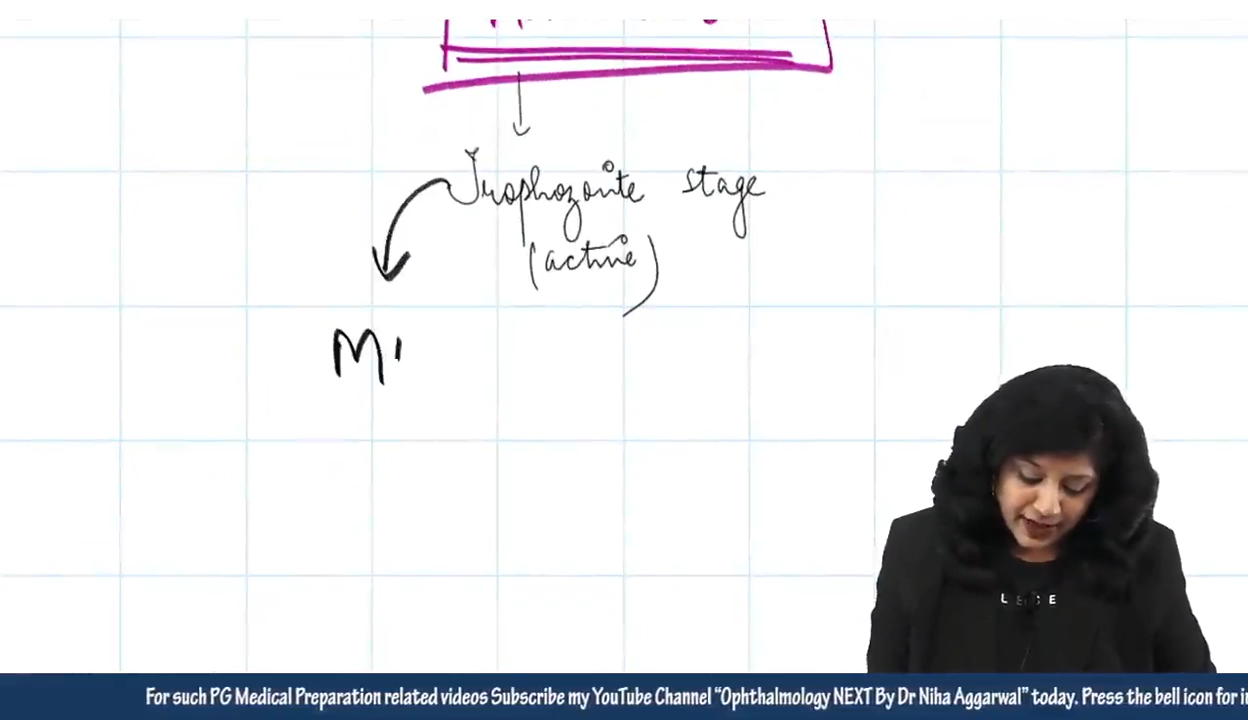 Trophozoite stage
(active)
M
For such PG Medical Preparation related videos Subscribe my YouTube Channel "Ophthalmology NEXT By Dr Niha Aggarwal" today. Press the bell icon for i